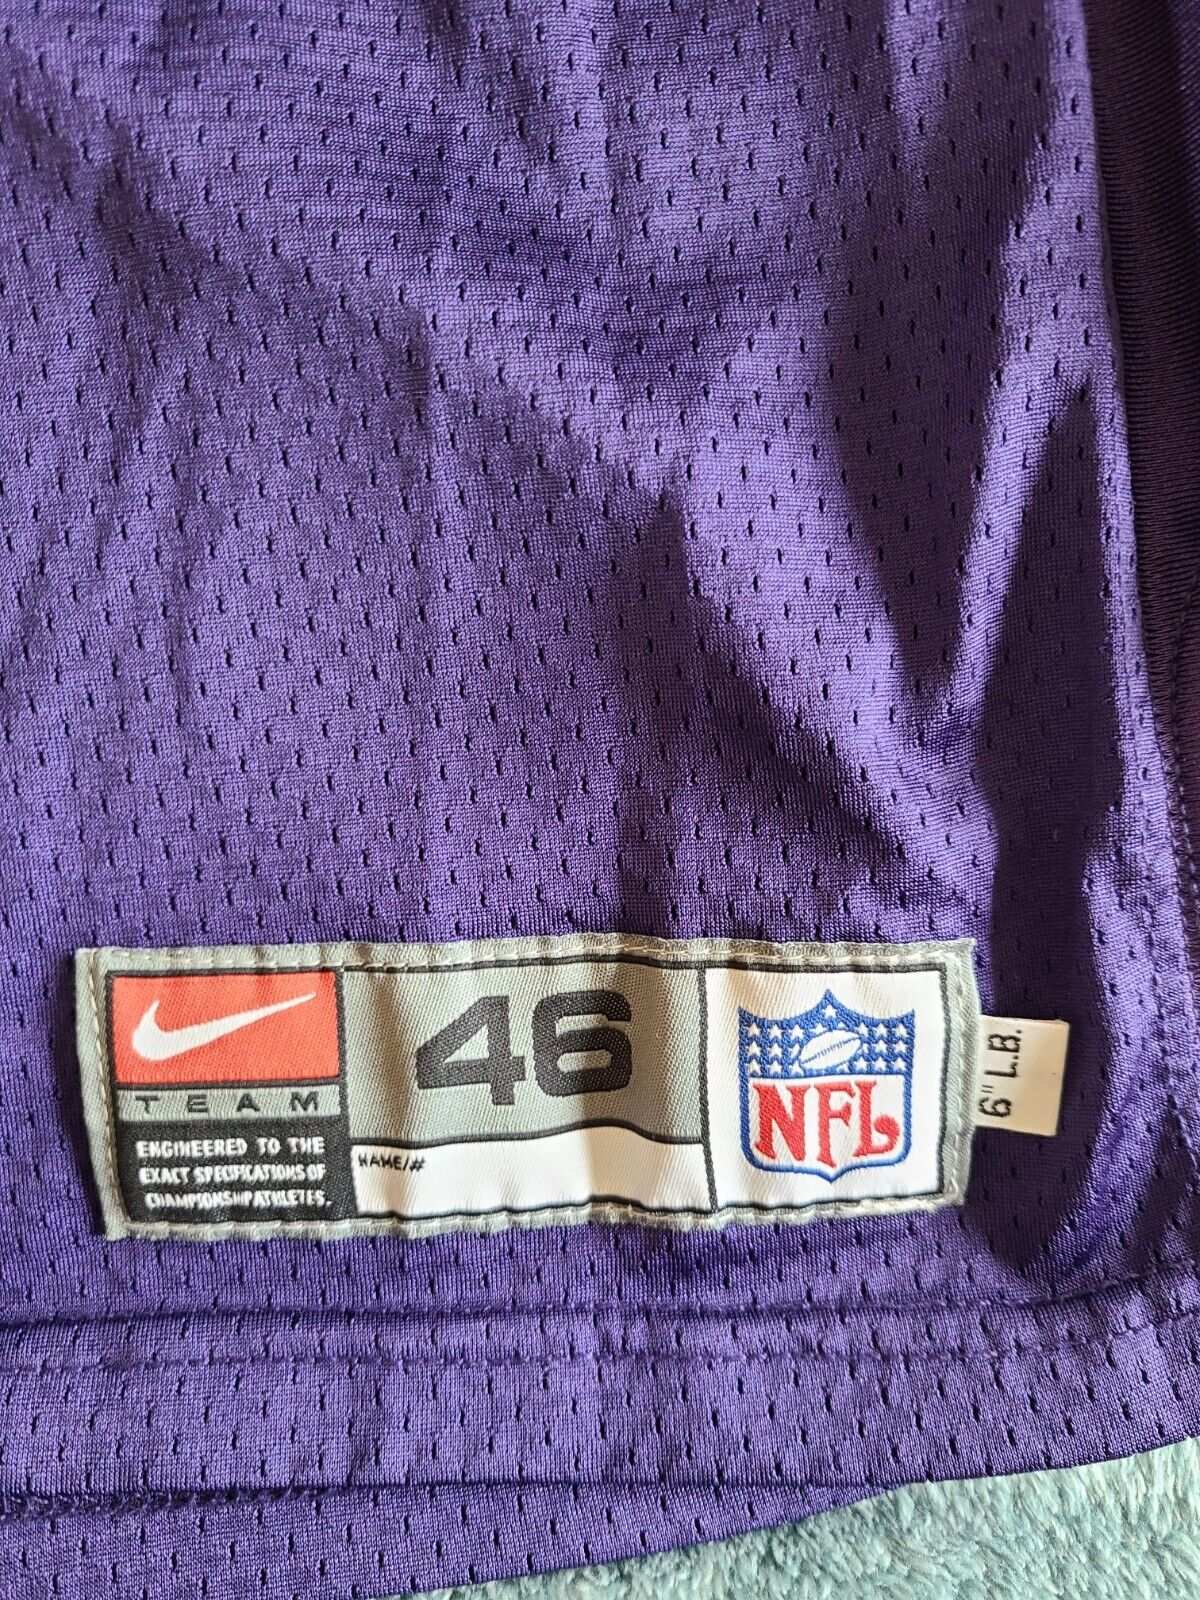 46
TEAM
ENGINEERED TO THE
EXACT SPECIFICATIONS OF
CHAMPIONSHIP ATHLETES.
NAME/#
NFL
6" L.B.